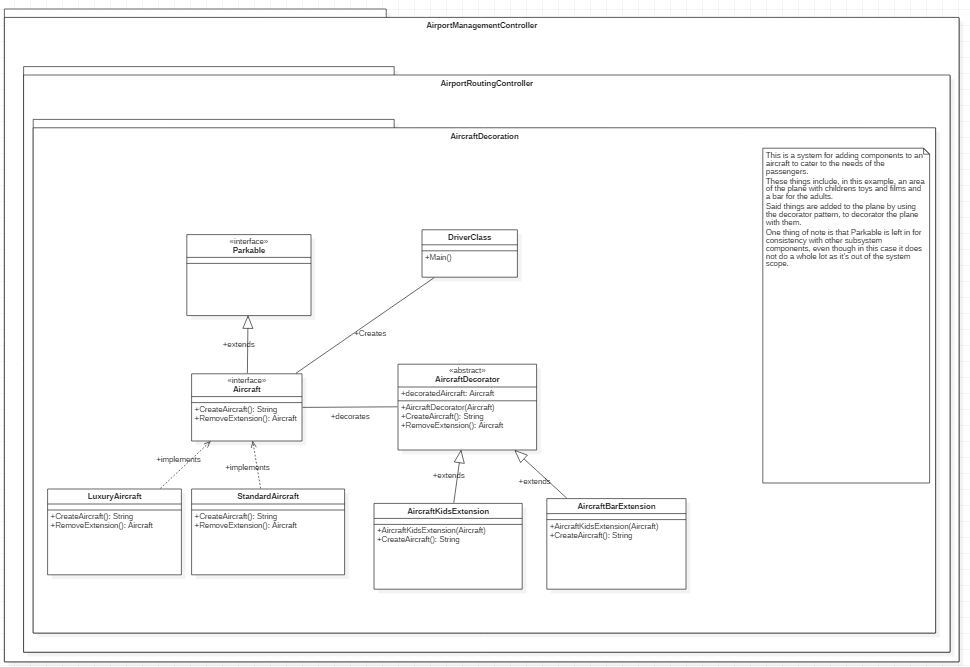 AirportManagementController
AirportRoutingController
AircraftDecoration
This is a system for adding components to an
aircraft to cater to the needs of the
passengers.
These things include, in this example, an area
of the plane with childrens toys and films and
a bar for the adults.
Said things are added to the plane by using
the decorator pattern, to decorate the plane
with them.
One thing of note is that Parkable is left in for
consistency with other subsystem
components, even though in this case it does
not do a whole lot as it's out of the system
scope.
«interface»
Parkable
DriverClass
+Main()
+Creates
+extends
«interface»
Aircraft
+CreateAircraft(): String
+RemoveExtension(): Aircraft
+decorates
«abstract»
AircraftDecorator
+decoratedAircraft: Aircraft
+AircraftDecorator(Aircraft)
+CreateAircraft(): String
+RemoveExtension(): Aircraft
+implements
+implements
+extends
+extends
LuxuryAircraft
+CreateAircraft(): String
+RemoveExtension(): Aircraft
StandardAircraft
+CreateAircraft(): String
+RemoveExtension(): Aircraft
AircraftKidsExtension
+AircraftKidsExtension(Aircraft)
+CreateAircraft(): String
AircraftBarExtension
+AircraftKidsExtension(Aircraft)
+CreateAircraft(): String